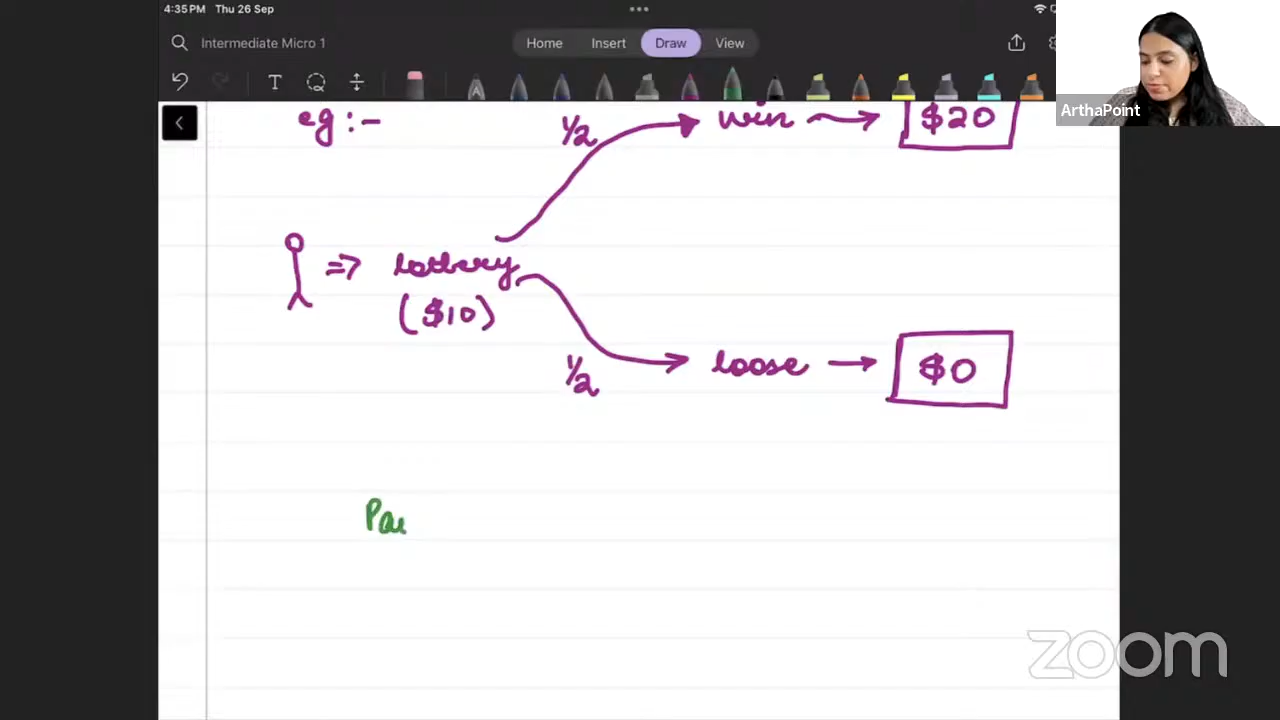 4:35 PM Thu 26 Sep
Intermediate Micro 1
Home Insert Draw View
ArthaPoint
eg :-
1/2
win
$20
lottery
($10)
1/2
loose
$0
Pay
zoom